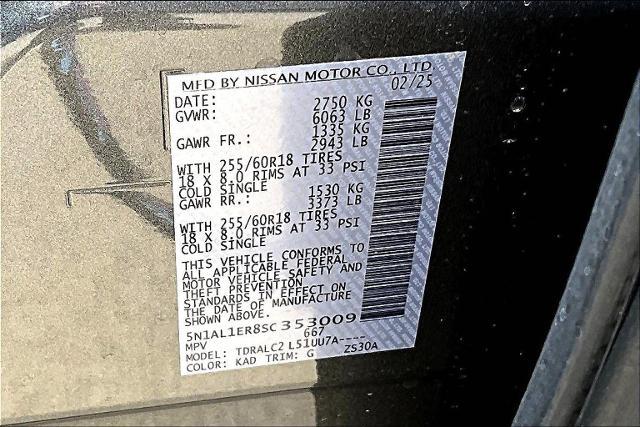 MFD BY NISSAN MOTOR CO., LTD
DATE: 02/25
GVWR: 2750 KG
6063 LB
GAWR FR.: 1335 KG
2943 LB
WITH 255/60R18 TIRES
18 X 8.0 RIMS AT 33 PSI
COLD SINGLE
GAWR RR.: 1530 KG
3373 LB
WITH 255/60R18 TIRES
18 X 8.0 RIMS AT 33 PSI
COLD SINGLE
THIS VEHICLE CONFORMS TO
ALL APPLICABLE FEDERAL
MOTOR VEHICLE SAFETY AND
THEFT PREVENTION
STANDARDS IN EFFECT ON
THE DATE OF MANUFACTURE
SHOWN ABOVE.
5N1AL1ER8SC353009
MPV 667
MODEL: TDRALC2 L51UU7A----
COLOR: KAD TRIM: G ZS30A